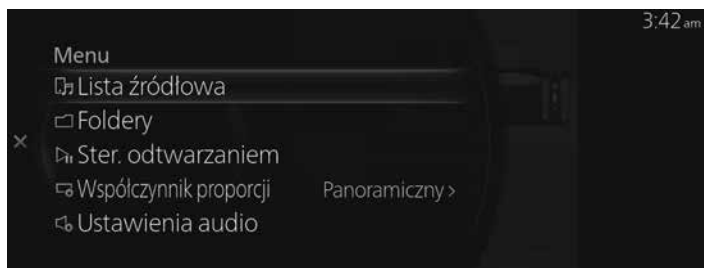 3:42 am
Menu
Lista źródłowa
Foldery
Ster. odtwarzaniem
Współczynnik proporcji Panoramiczny >
Ustawienia audio